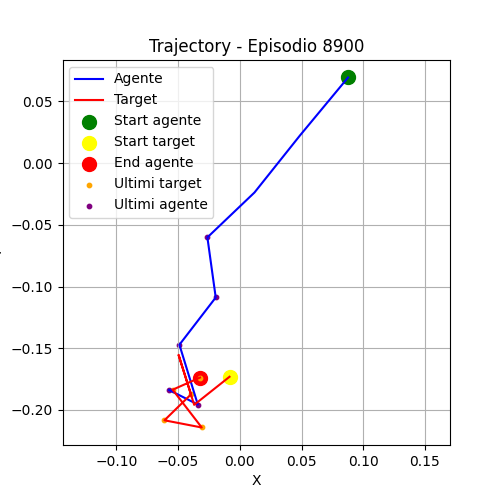 Trajectory - Episodio 8900
Agente
Target
Start agente
Start target
End agente
Ultimi target
Ultimi agente
0.05
0.00
−0.05
−0.10
−0.15
−0.20
−0.10
−0.05
0.00
0.05
0.10
0.15
X